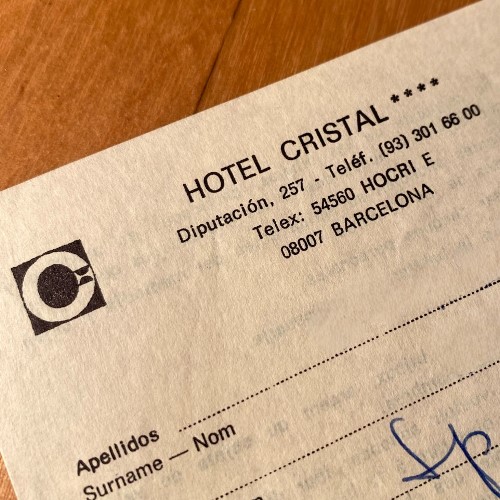 HOTEL CRISTAL ****
Diputación, 257 - Teléf. (93) 301 66 00
Telex: 54560 HOCRI E
08007 BARCELONA
Apellidos
Surname — Nom